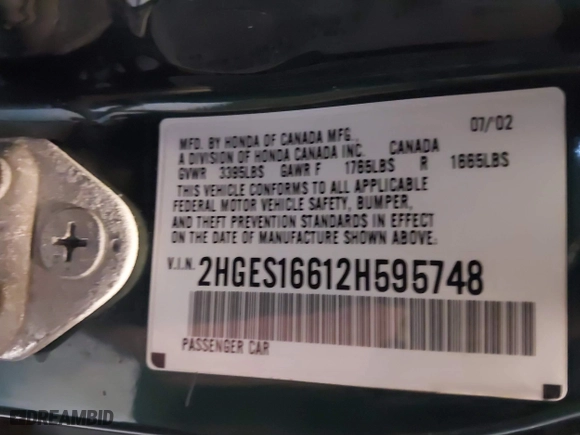 MFD. BY HONDA OF CANADA MFG.,
A DIVISION OF HONDA CANADA INC. CANADA 07/'02
GVWR 3395LBS GAWR F 1765LBS R 1665LBS
THIS VEHICLE CONFORMS TO ALL APPLICABLE
FEDERAL MOTOR VEHICLE SAFETY, BUMPER,
AND THEFT PREVENTION STANDARDS IN EFFECT
ON THE DATE OF MANUFACTURE SHOWN ABOVE.
V.I.N. 2HGES16612H595748
PASSENGER CAR
DREAMBID